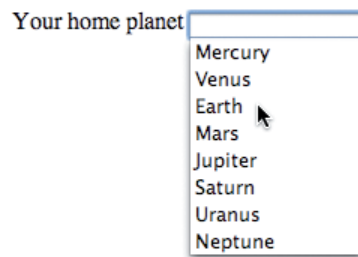 Your home planet
Mercury
Venus
Earth
Mars
Jupiter
Saturn
Uranus
Neptune